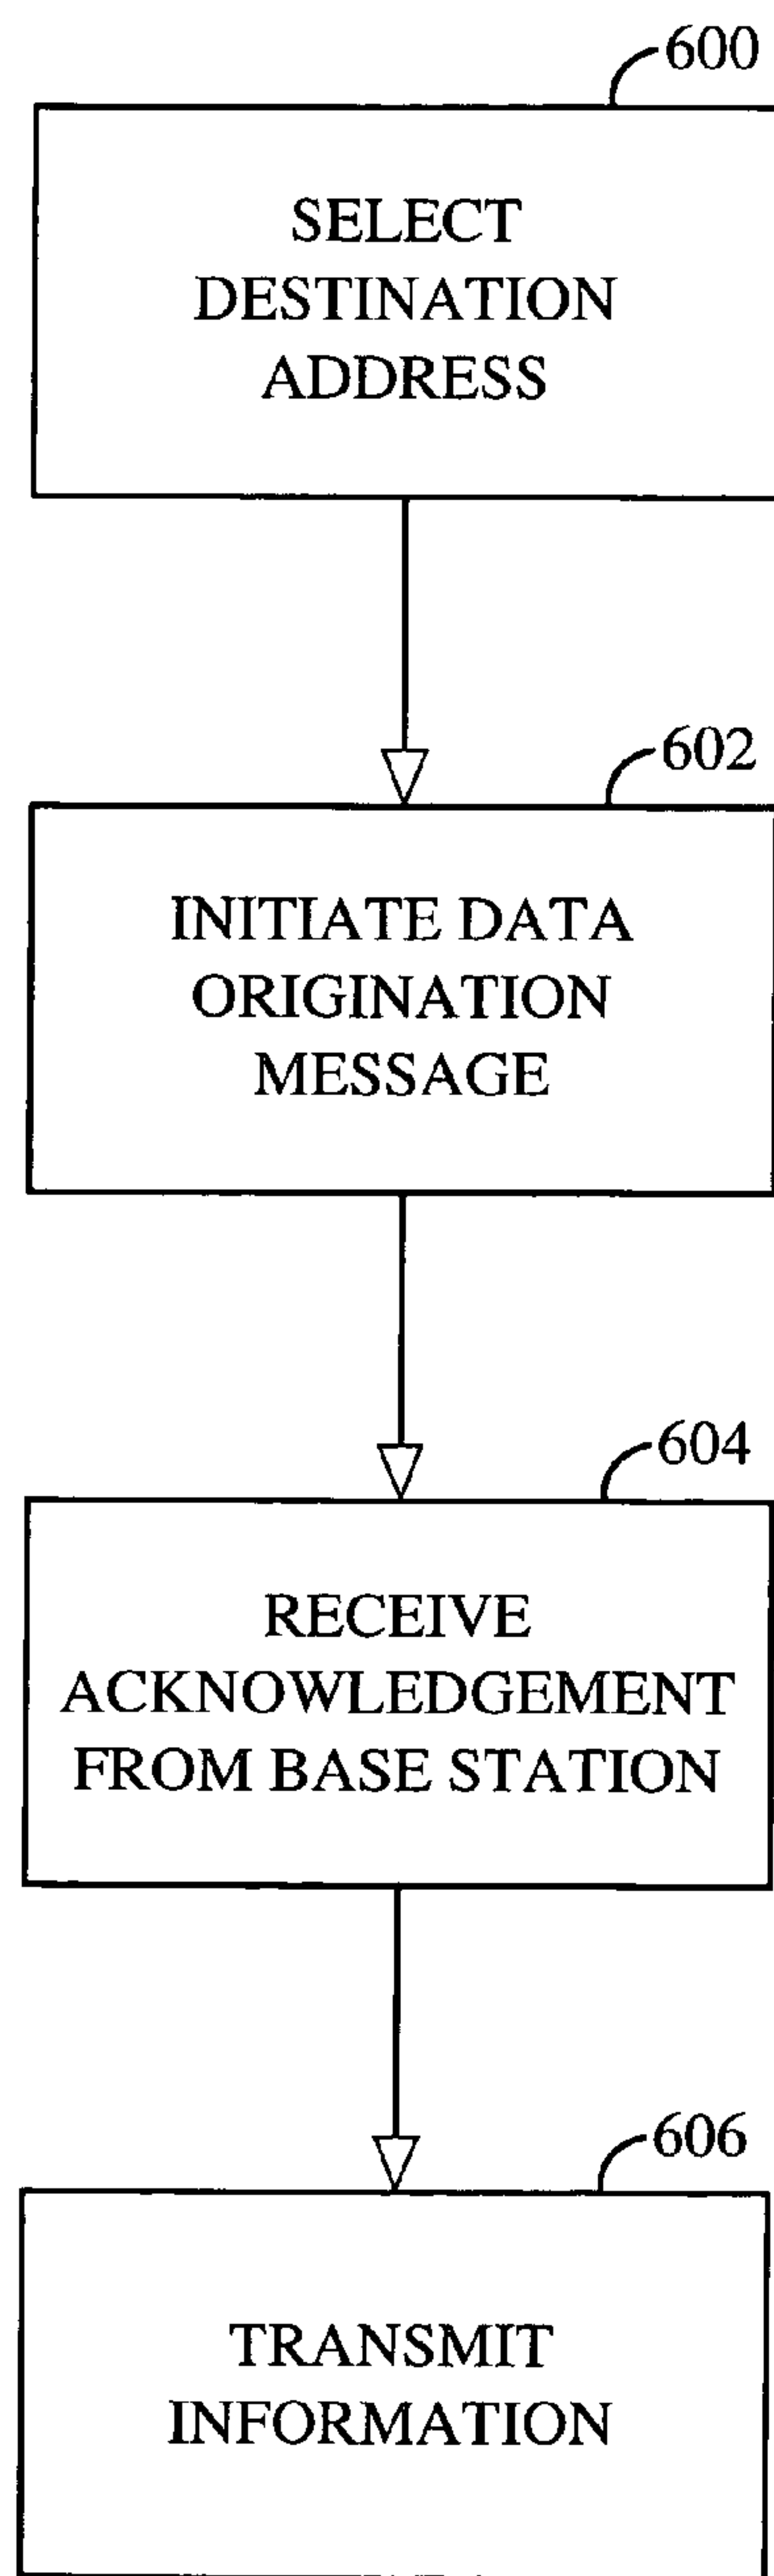 600
SELECT
DESTINATION
ADDRESS
602
INITIATE DATA
ORIGINATION
MESSAGE
604
RECEIVE
ACKNOWLEDGEMENT
FROM BASE STATION
606
TRANSMIT
INFORMATION